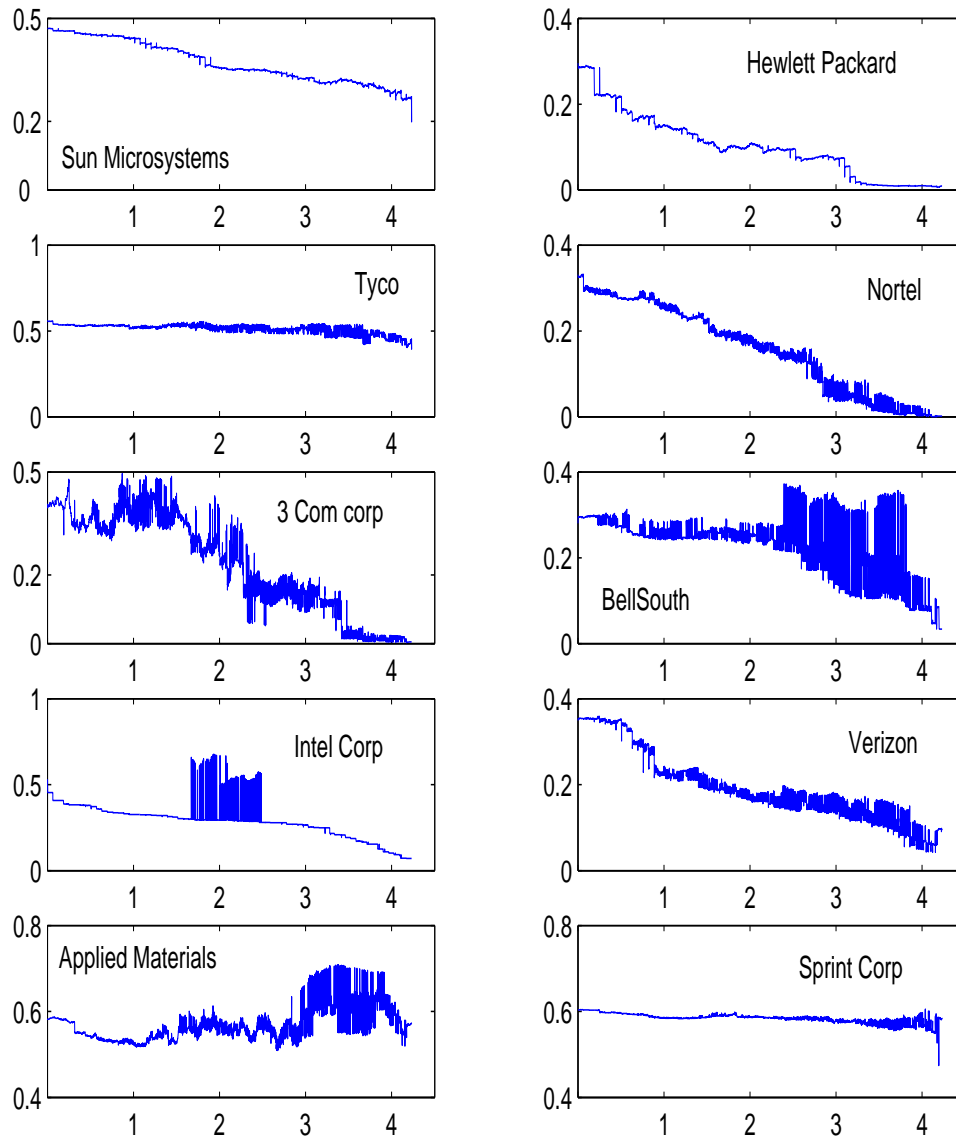 0.5
0.2
0
Sun Microsystems
1 2 3 4
0.4
0.2
0
Hewlett Packard
1 2 3 4
1
0.5
0
Tyco
1 2 3 4
0.4
0.2
0
Nortel
1 2 3 4
0.5
0.2
0
3 Com corp
1 2 3 4
0.4
0.2
0
BellSouth
1 2 3 4
1
0.5
0
Intel Corp
1 2 3 4
0.4
0.2
0
Verizon
1 2 3 4
0.8
0.6
0.4
Applied Materials
1 2 3 4
0.8
0.6
0.4
Sprint Corp
1 2 3 4